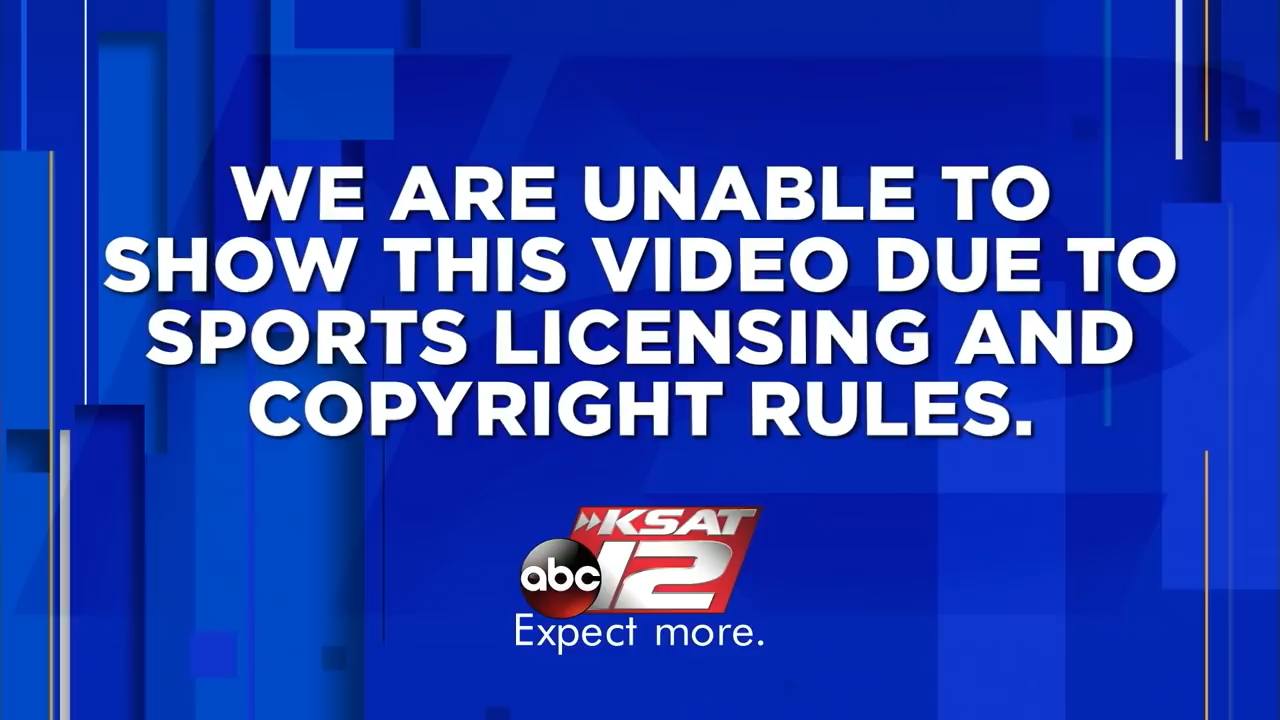 WE ARE UNABLE TO
SHOW THIS VIDEO DUE TO
SPORTS LICENSING AND
COPYRIGHT RULES.
KSAT
abc 12
Expect more.